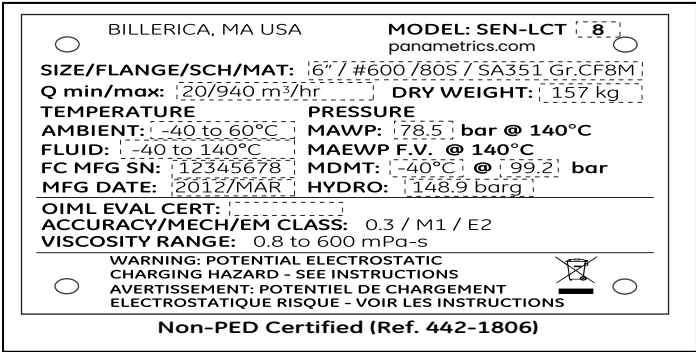 BILLERICA, MA USA MODEL: SEN-LCT 8
panametrics.com
SIZE/FLANGE/SCH/MAT: 6” / #600 /80S / SA351 Gr.CF8M
Q min/max: 20/940 m³/hr DRY WEIGHT: 157 kg
TEMPERATURE PRESSURE
AMBIENT: -40 to 60°C MAWP: 78.5 bar @ 140°C
FLUID: -40 to 140°C MAEWP F.V. @ 140°C
FC MFG SN: 12345678 MDMT: -40°C @ 99.2 bar
MFG DATE: 2012/MAR HYDRO: 148.9 barg
OIML EVAL CERT:
ACCURACY/MECH/EM CLASS: 0.3 / M1 / E2
VISCOSITY RANGE: 0.8 to 600 mPa-s
WARNING: POTENTIAL ELECTROSTATIC
CHARGING HAZARD - SEE INSTRUCTIONS
AVERTISSEMENT: POTENTIEL DE CHARGEMENT
ELECTROSTATIQUE RISQUE - VOIR LES INSTRUCTIONS
Non-PED Certified (Ref. 442-1806)